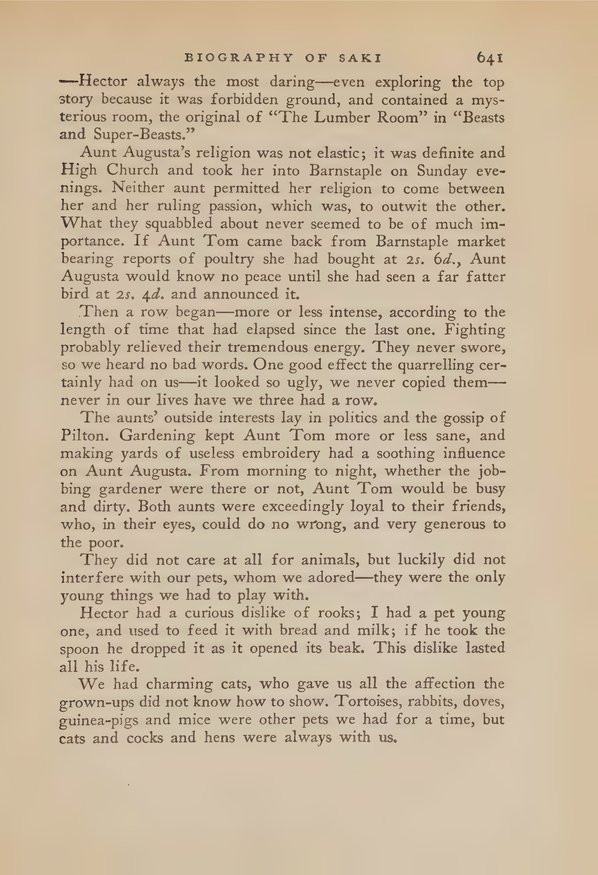 BIOGRAPHY OF SAKI 641
—Hector always the most daring—even exploring the top
story because it was forbidden ground, and contained a mys-
terious room, the original of “The Lumber Room” in “Beasts
and Super-Beasts.”
Aunt Augusta’s religion was not elastic; it was definite and
High Church and took her into Barnstaple on Sunday eve-
nings. Neither aunt permitted her religion to come between
her and her ruling passion, which was, to outwit the other.
What they squabbled about never seemed to be of much im-
portance. If Aunt Tom came back from Barnstaple market
bearing reports of poultry she had bought at 2s. 6d., Aunt
Augusta would know no peace until she had seen a far fatter
bird at 2s. 4d. and announced it.
Then a row began—more or less intense, according to the
length of time that had elapsed since the last one. Fighting
probably relieved their tremendous energy. They never swore,
so we heard no bad words. One good effect the quarrelling cer-
tainly had on us—it looked so ugly, we never copied them—
never in our lives have we three had a row.
The aunts’ outside interests lay in politics and the gossip of
Pilton. Gardening kept Aunt Tom more or less sane, and
making yards of useless embroidery had a soothing influence
on Aunt Augusta. From morning to night, whether the job-
bing gardener were there or not, Aunt Tom would be busy
and dirty. Both aunts were exceedingly loyal to their friends,
who, in their eyes, could do no wrong, and very generous to
the poor.
They did not care at all for animals, but luckily did not
interfere with our pets, whom we adored—they were the only
young things we had to play with.
Hector had a curious dislike of rooks; I had a pet young
one, and used to feed it with bread and milk; if he took the
spoon he dropped it as it opened its beak. This dislike lasted
all his life.
We had charming cats, who gave us all the affection the
grown-ups did not know how to show. Tortoises, rabbits, doves,
guinea-pigs and mice were other pets we had for a time, but
cats and cocks and hens were always with us.